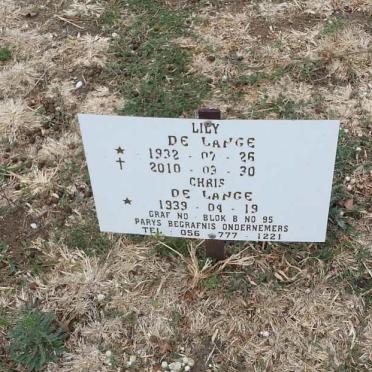 LILY
DE LANGE
★ 1932 - 07 - 26
✝ 2010 - 03 - 30
CHRIS
DE LANGE
★ 1939 - 04 - 19
GRAF NO - BLOK B NO 95
PARYS BEGRAFNIS ONDERNEMERS
TEL : 056 - 777 - 1221